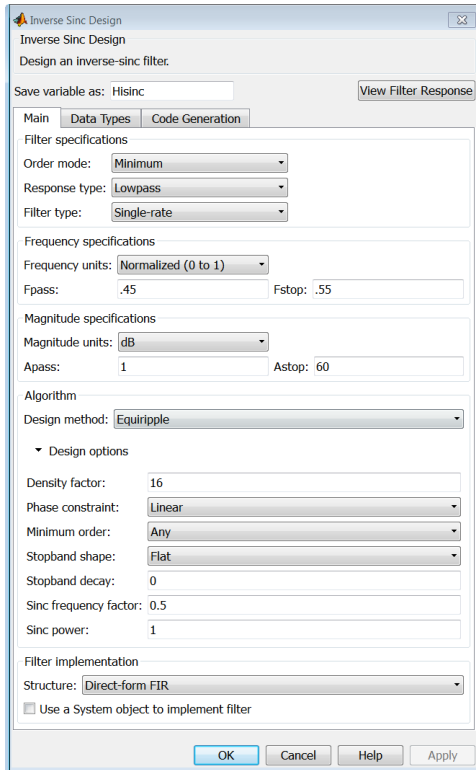 Inverse Sinc Design
Inverse Sinc Design
Design an inverse-sinc filter.
Save variable as: Hisinc View Filter Response
Main Data Types Code Generation
Filter specifications
Order mode: Minimum
Response type: Lowpass
Filter type: Single-rate
Frequency specifications
Frequency units: Normalized (0 to 1)
Fpass: .45 Fstop: .55
Magnitude specifications
Magnitude units: dB
Apass: 1 Astop: 60
Algorithm
Design method: Equiripple
Design options
Density factor: 16
Phase constraint: Linear
Minimum order: Any
Stopband shape: Flat
Stopband decay: 0
Sinc frequency factor: 0.5
Sinc power: 1
Filter implementation
Structure: Direct-form FIR
Use a System object to implement filter
OK Cancel Help Apply